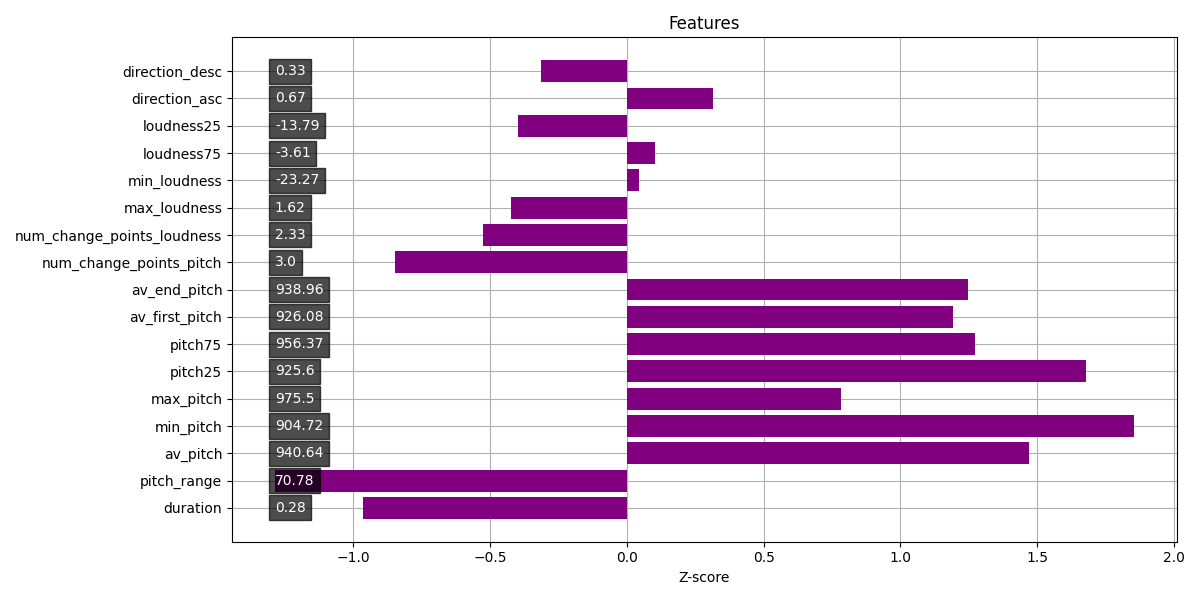 Features
direction_desc 0.33
direction_asc 0.67
loudness25 -13.79
loudness75 -3.61
min_loudness -23.27
max_loudness 1.62
num_change_points_loudness 2.33
num_change_points_pitch 3.0
av_end_pitch 938.96
av_first_pitch 926.08
pitch75 956.37
pitch25 925.6
max_pitch 975.5
min_pitch 904.72
av_pitch 940.64
pitch_range 70.78
duration 0.28
−1.0 −0.5 0.0 0.5 1.0 1.5 2.0
Z-score